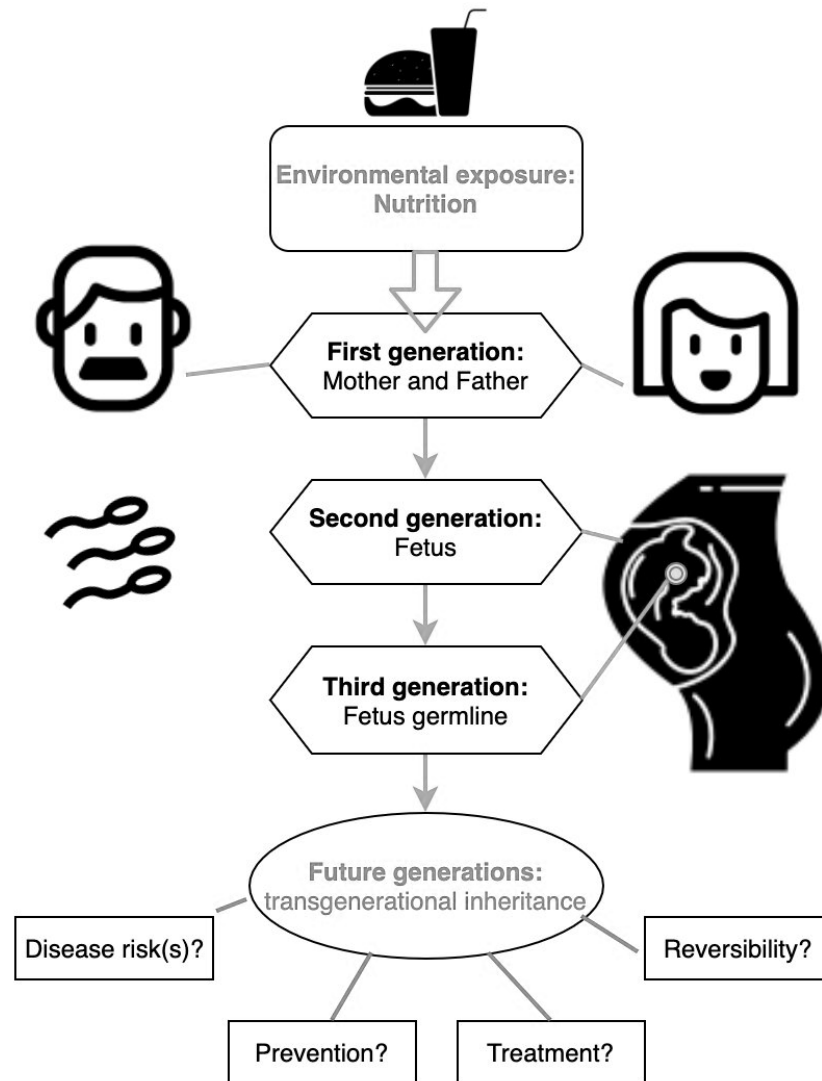 Environmental exposure:
Nutrition
First generation:
Mother and Father
Second generation:
Fetus
Third generation:
Fetus germline
Future generations:
transgenerational inheritance
Disease risk(s)?
Reversibility?
Prevention?
Treatment?